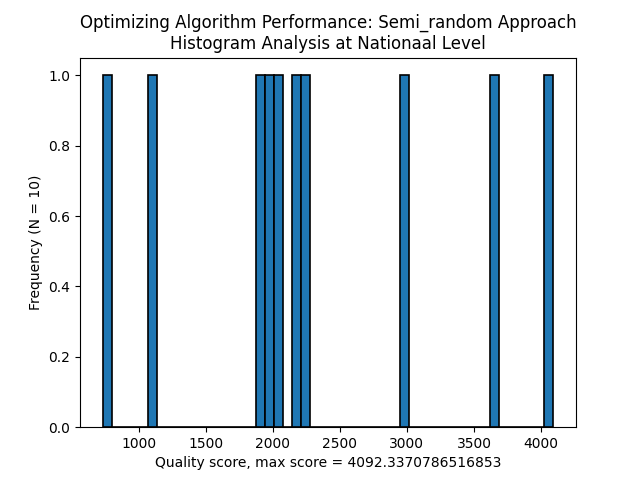 Optimizing Algorithm Performance: Semi_random Approach
Histogram Analysis at Nationaal Level
1.0
0.8
0.6
0.4
0.2
0.0
Frequency (N = 10)
1000 1500 2000 2500 3000 3500 4000
Quality score, max score = 4092.3370786516853